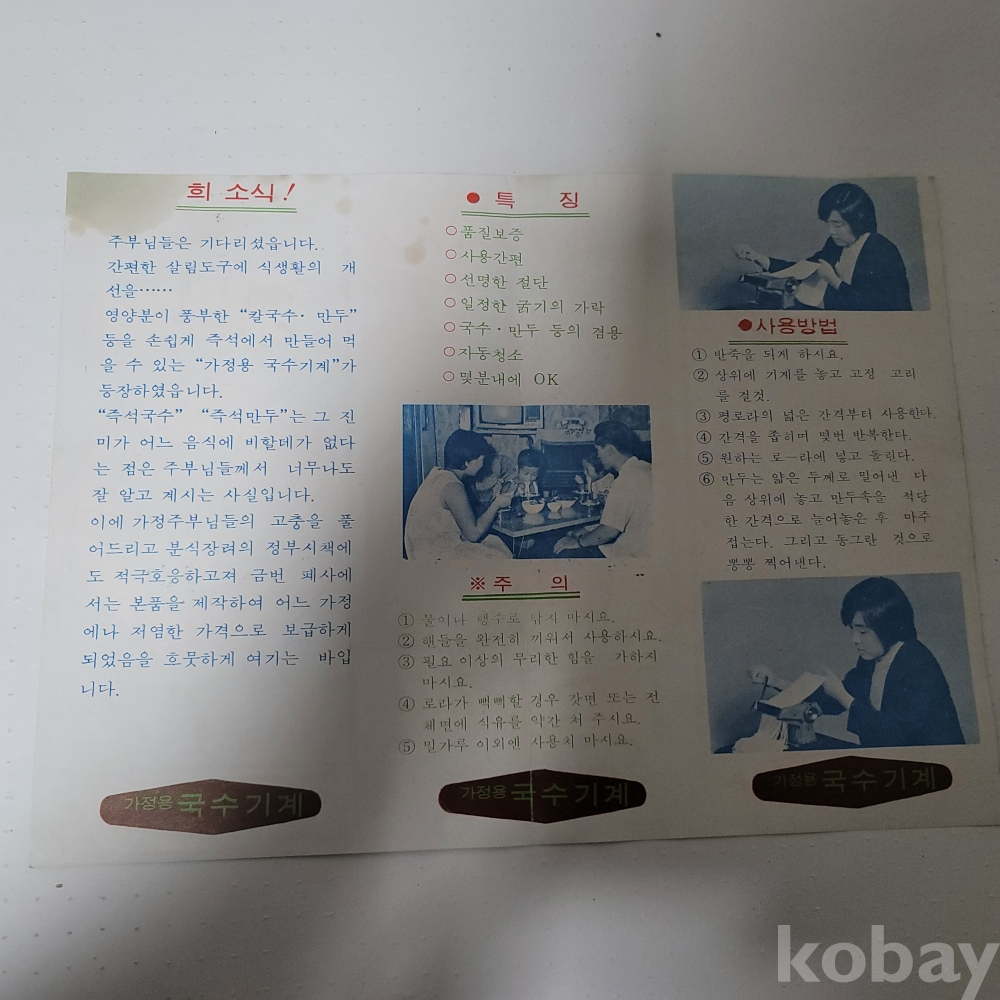 희 소식!
주부님들은 기다리셨읍니다.
간편한 살림도구에 식생활의 개
선을……
영양분이 풍부한 “칼국수· 만두”
등을 손쉽게 즉석에서 만들어 먹
을 수 있는 “가정용 국수기계”가
등장하였읍니다.
“즉석국수” “즉석만두”는 그 진
미가 어느 음식에 비할데가 없다
는 점은 주부님들께서 너무나도
잘 알고 계시는 사실입니다.
이에 가정주부님들의 고충을 풀
어드리고 분식장려의 정부시책에
도 적극호응하고져 금번 폐사에
서는 본품을 제작하여 어느 가정
에나 저염한 가격으로 보급하게
되었음을 흐뭇하게 여기는 바입
니다.
가정용 국수기계
● 특 징
○ 품질보증
○ 사용간편
○ 선명한 절단
○ 일정한 굵기의 가락
○ 국수 · 만두 등의 겸용
○ 자동청소
○ 몇분내에 OK
※ 주 의
① 물이나 행수로 닦지 마시요.
② 핸들을 완전히 끼워서 사용하시요.
③ 필요 이상의 무리한 힘을 가하지
마시요.
④ 로라가 빽빽할 경우 갓면 또는 전
체면에 식유를 약간 처 주시요.
⑤ 밀가루 이외엔 사용치 마시요.
가정용 국수기계
●사용방법
① 반죽을 되게 하시요.
② 상위에 기계를 놓고 고정 고리
를 걸것.
③ 평로라의 넓은 간격부터 사용한다.
④ 간격을 좁히며 몇번 반복한다.
⑤ 원하는 로-라에 넣고 돌린다.
⑥ 만두는 얇은 두께로 밀어낸 다
음 상위에 놓고 만두속을 적당
한 간격으로 늘어놓은 후 마주
접는다. 그리고 동그란 것으로
뽕뽕 찍어낸다.
가정용 국수기계
kobay